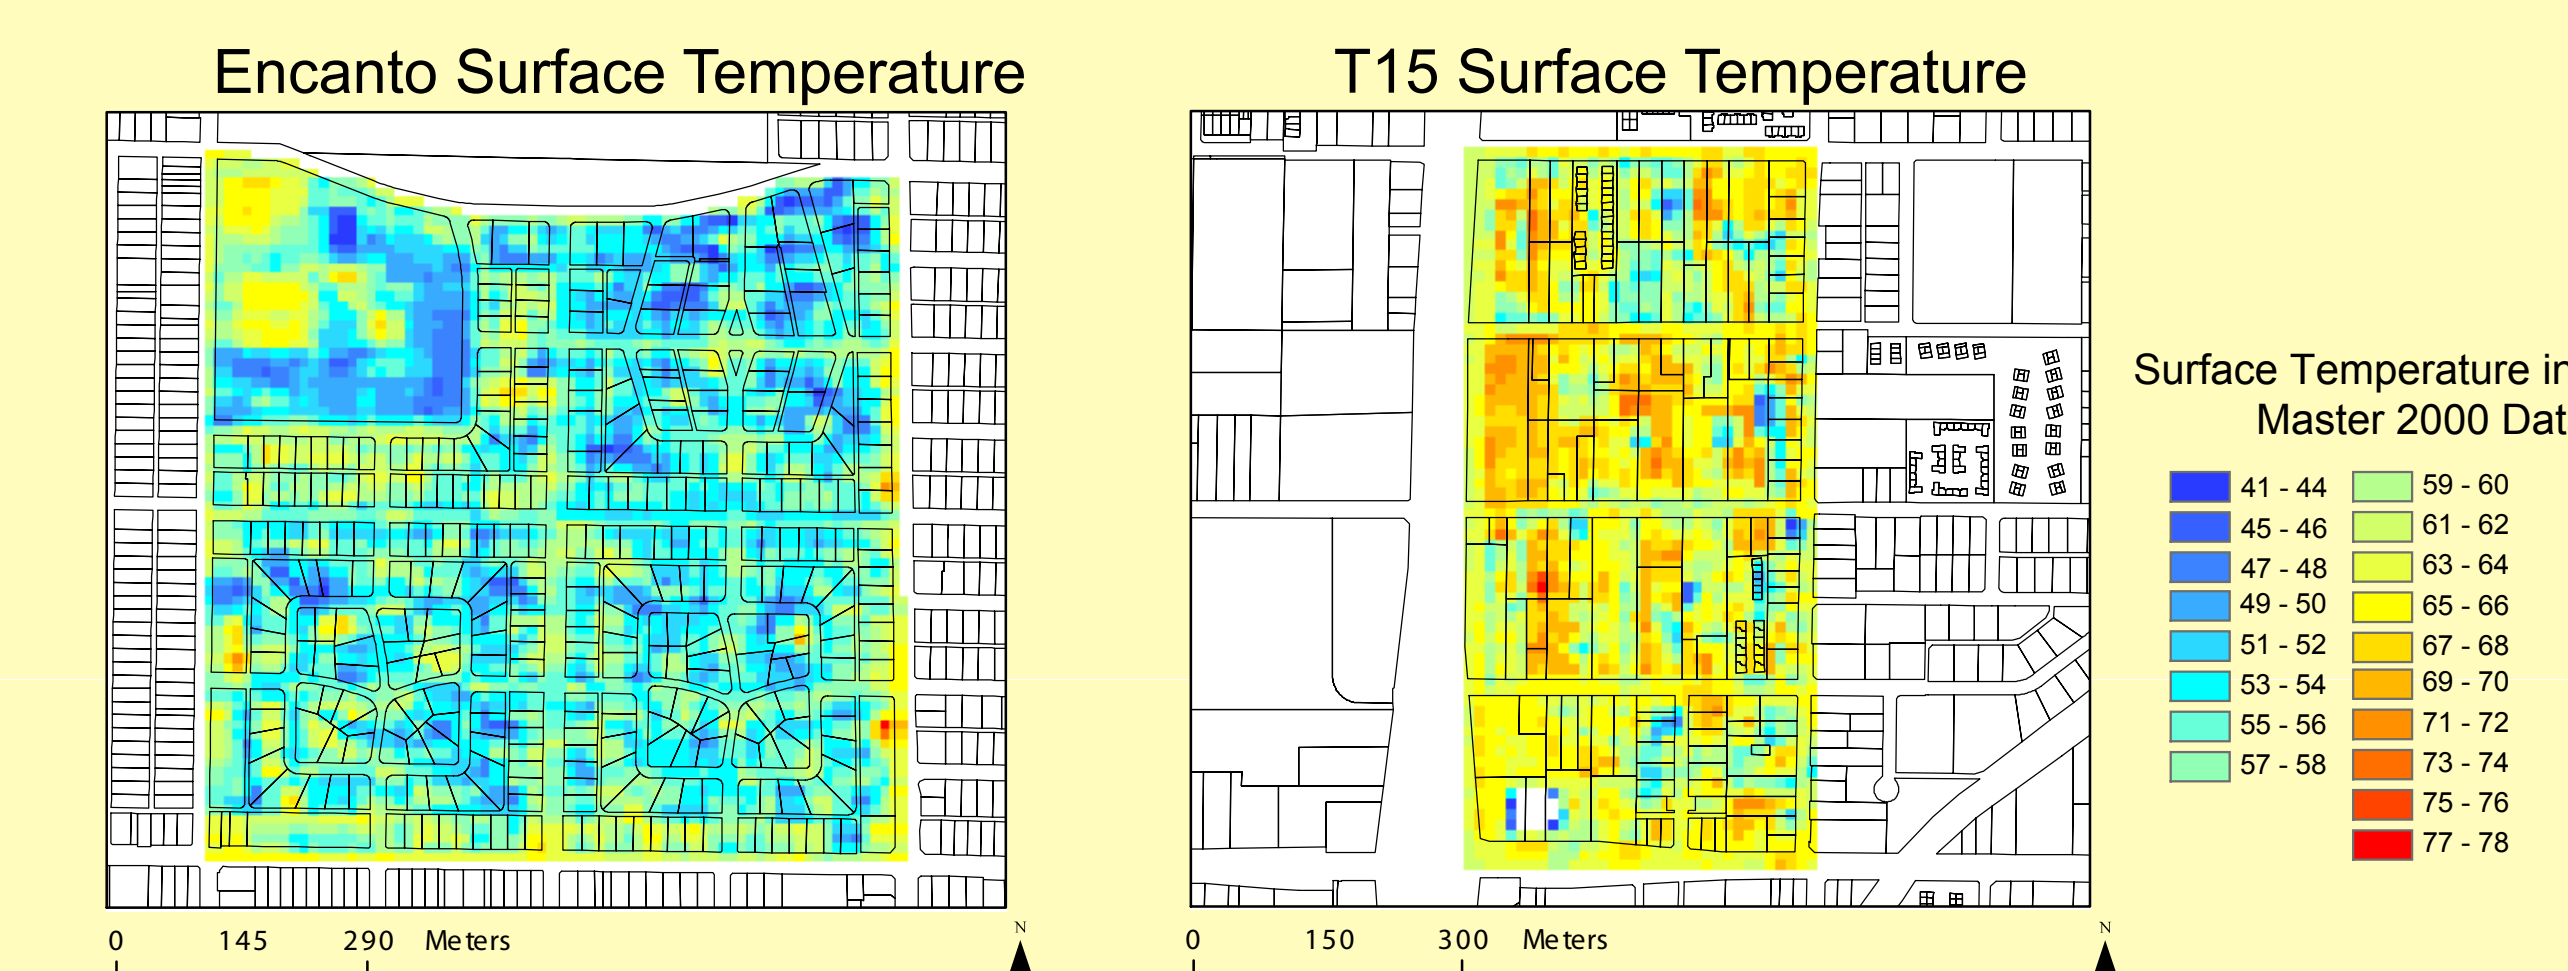 Encanto Surface Temperature
T15 Surface Temperature
Surface Temperature in
Master 2000 Dat
41 - 44
45 - 46
47 - 48
49 - 50
51 - 52
53 - 54
55 - 56
57 - 58
59 - 60
61 - 62
63 - 64
65 - 66
67 - 68
69 - 70
71 - 72
73 - 74
75 - 76
77 - 78
0 145 290 Meters
N
0 150 300 Meters
N